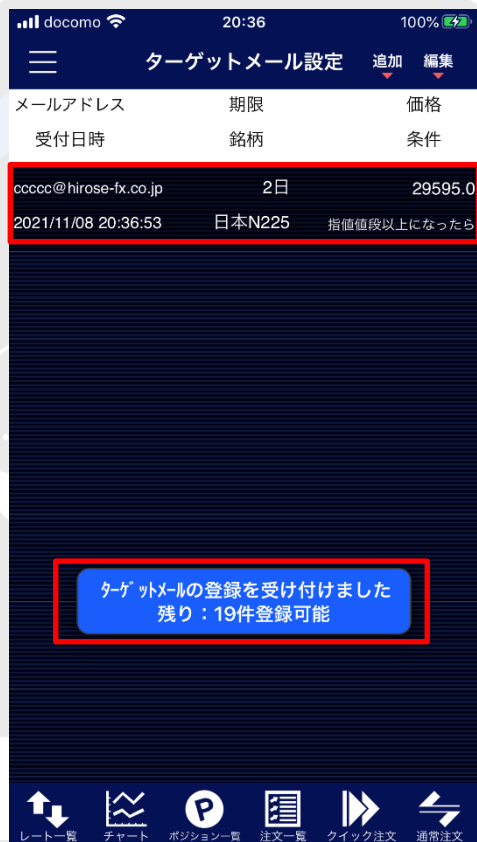 docomo 20:36 100%
ターゲットメール設定 追加 編集
メールアドレス 期限 価格
受付日時 銘柄 条件
ccccc@hirose-fx.co.jp 2日 29595.0
2021/11/08 20:36:53 日本N225 指値値段以上になったら
ﾀｰｹﾞｯﾄﾒｰﾙの登録を受け付けました
残り：19件登録可能
レート一覧 チャート ポジション一覧 注文一覧 クイック注文 通常注文